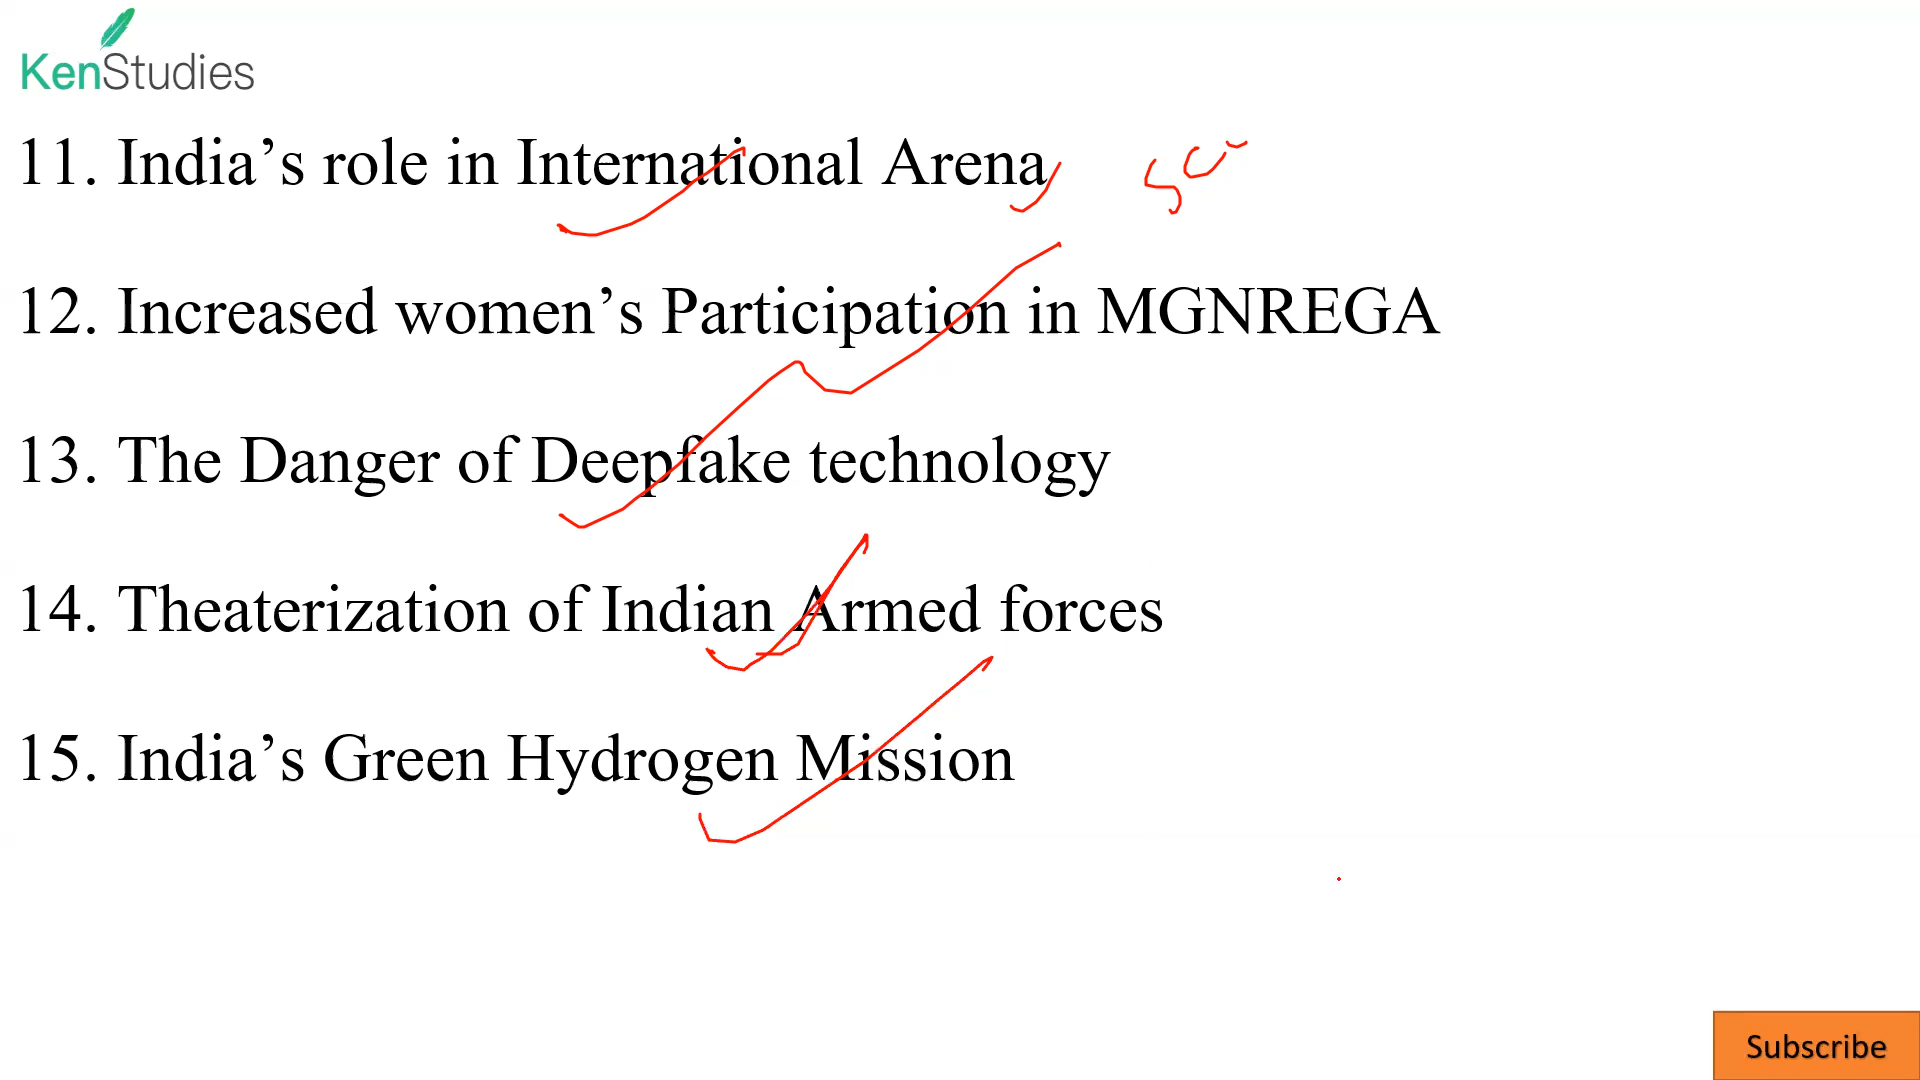 KenStudies
11. India’s role in International Arena
12. Increased women’s Participation in MGNREGA
13. The Danger of Deepfake technology
14. Theaterization of Indian Armed forces
15. India’s Green Hydrogen Mission
Subscribe